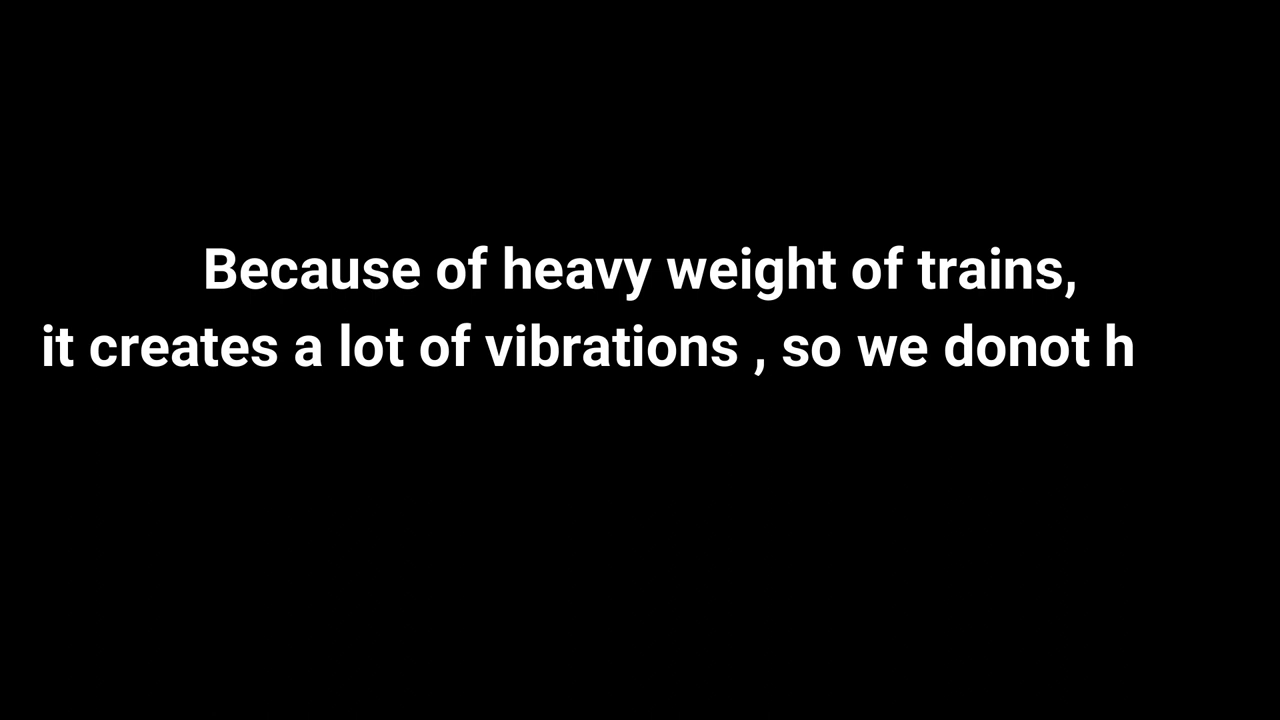 Because of heavy weight of trains,
it creates a lot of vibrations , so we donot h